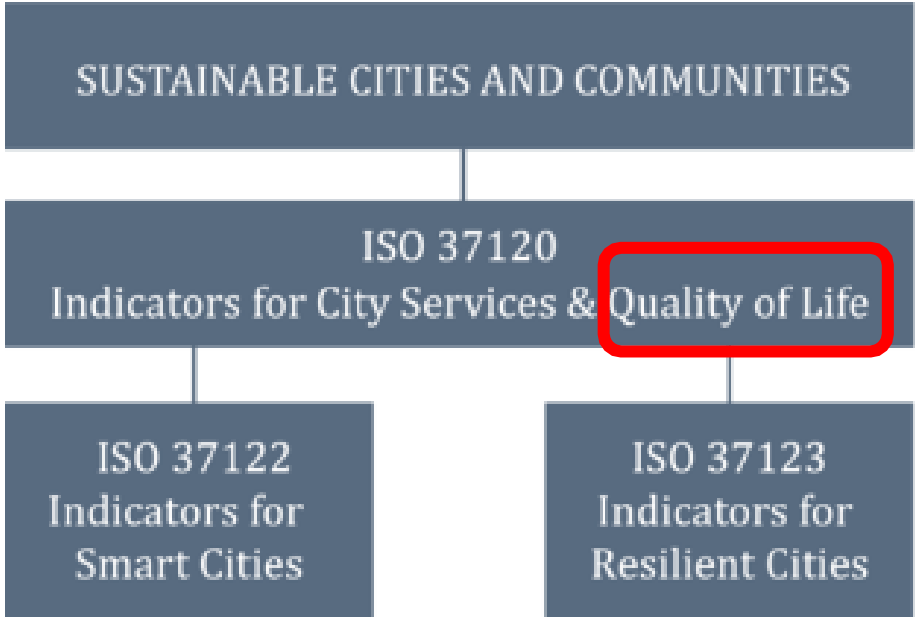 SUSTAINABLE CITIES AND COMMUNITIES
ISO 37120
Indicators for City Services & Quality of Life
ISO 37122
Indicators for
Smart Cities
ISO 37123
Indicators for
Resilient Cities